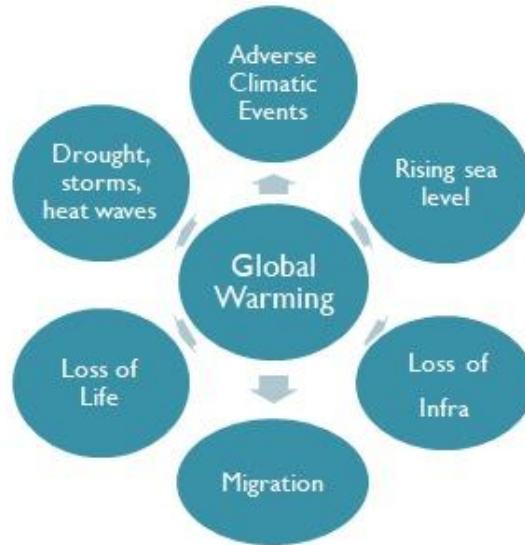 Adverse
Climatic
Events
Drought,
storms,
heat waves
Rising sea
level
Global
Warming
Loss of
Life
Loss of
Infra
Migration